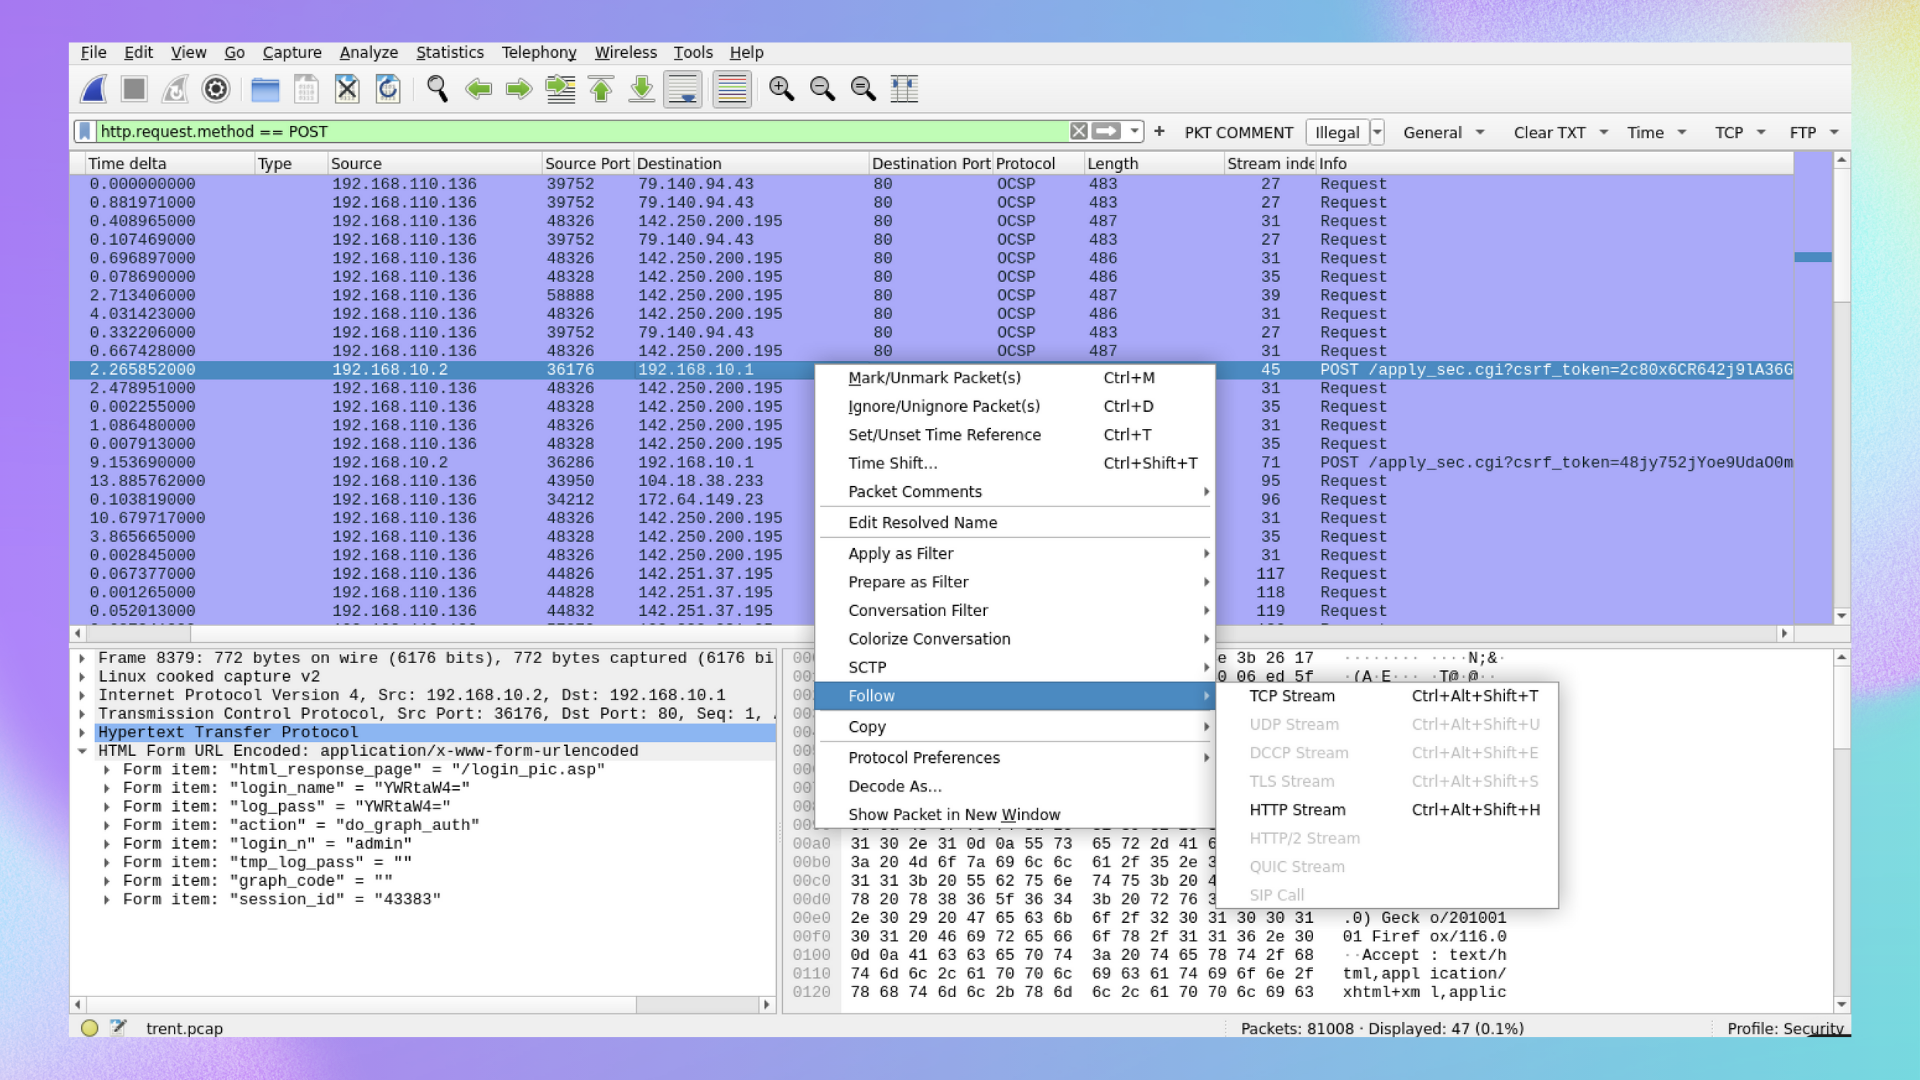 File Edit View Go Capture Analyze Statistics Telephony Wireless Tools Help
http.request.method == POST + PKT COMMENT Illegal General Clear TXT Time TCP FTP
Time delta Type Source Source Port Destination Destination Port Protocol Length Stream inde Info
0.000000000 192.168.110.136 39752 79.140.94.43 80 OCSP 483 27 Request
0.881971000 192.168.110.136 39752 79.140.94.43 80 OCSP 483 27 Request
0.408965000 192.168.110.136 48326 142.250.200.195 80 OCSP 487 31 Request
0.107469000 192.168.110.136 39752 79.140.94.43 80 OCSP 483 27 Request
0.696897000 192.168.110.136 48326 142.250.200.195 80 OCSP 486 31 Request
0.078690000 192.168.110.136 48328 142.250.200.195 80 OCSP 486 35 Request
2.713406000 192.168.110.136 58888 142.250.200.195 80 OCSP 487 39 Request
4.031423000 192.168.110.136 48326 142.250.200.195 80 OCSP 486 31 Request
0.332206000 192.168.110.136 39752 79.140.94.43 80 OCSP 483 27 Request
0.667428000 192.168.110.136 48326 142.250.200.195 80 OCSP 487 31 Request
2.265852000 192.168.10.2 36176 192.168.10.1 45 POST /apply_sec.cgi?csrf_token=2c80x6CR642j9lA36G
2.478951000 192.168.110.136 48326 142.250.200.195 31 Request
0.002255000 192.168.110.136 48328 142.250.200.195 35 Request
1.086480000 192.168.110.136 48326 142.250.200.195 31 Request
0.007913000 192.168.110.136 48328 142.250.200.195 35 Request
9.153690000 192.168.10.2 36286 192.168.10.1 71 POST /apply_sec.cgi?csrf_token=48jy752jYoe9UdaO0m
13.885762000 192.168.110.136 43950 104.18.38.233 95 Request
0.103819000 192.168.110.136 34212 172.64.149.23 96 Request
10.679717000 192.168.110.136 48326 142.250.200.195 31 Request
3.865665000 192.168.110.136 48328 142.250.200.195 35 Request
0.002845000 192.168.110.136 48326 142.250.200.195 31 Request
0.067377000 192.168.110.136 44826 142.251.37.195 117 Request
0.001265000 192.168.110.136 44828 142.251.37.195 118 Request
0.052013000 192.168.110.136 44832 142.251.37.195 119 Request
Mark/Unmark Packet(s) Ctrl+M
Ignore/Unignore Packet(s) Ctrl+D
Set/Unset Time Reference Ctrl+T
Time Shift... Ctrl+Shift+T
Packet Comments
Edit Resolved Name
Apply as Filter
Prepare as Filter
Conversation Filter
Colorize Conversation
SCTP
Follow
Copy
Protocol Preferences
Decode As...
Show Packet in New Window
TCP Stream Ctrl+Alt+Shift+T
UDP Stream Ctrl+Alt+Shift+U
DCCP Stream Ctrl+Alt+Shift+E
TLS Stream Ctrl+Alt+Shift+S
HTTP Stream Ctrl+Alt+Shift+H
HTTP/2 Stream
QUIC Stream
SIP Call
Frame 8379: 772 bytes on wire (6176 bits), 772 bytes captured (6176 bi
Linux cooked capture v2
Internet Protocol Version 4, Src: 192.168.10.2, Dst: 192.168.10.1
Transmission Control Protocol, Src Port: 36176, Dst Port: 80, Seq: 1,
Hypertext Transfer Protocol
HTML Form URL Encoded: application/x-www-form-urlencoded
Form item: "html_response_page" = "/login_pic.asp"
Form item: "login_name" = "YWRtaW4="
Form item: "log_pass" = "YWRtaW4="
Form item: "action" = "do_graph_auth"
Form item: "login_n" = "admin"
Form item: "tmp_log_pass" = ""
Form item: "graph_code" = ""
Form item: "session_id" = "43383"
e 3b 26 17 ········ ····N;&·
0 06 ed 5f ·(A·E··· ·T@·@··_
00a0 31 30 2e 31 0d 0a 55 73 65 72 2d 41 6
00b0 3a 20 4d 6f 7a 69 6c 6c 61 2f 35 2e 3
00c0 31 31 3b 20 55 62 75 6e 74 75 3b 20 4
00d0 78 20 78 38 36 5f 36 34 3b 20 72 76 3
00e0 2e 30 29 20 47 65 63 6b 6f 2f 32 30 31 30 30 31 .0) Geck o/201001
00f0 30 31 20 46 69 72 65 66 6f 78 2f 31 31 36 2e 30 01 Firef ox/116.0
0100 0d 0a 41 63 63 65 70 74 3a 20 74 65 78 74 2f 68 ··Accept : text/h
0110 74 6d 6c 2c 61 70 70 6c 69 63 61 74 69 6f 6e 2f tml,appl ication/
0120 78 68 74 6d 6c 2b 78 6d 6c 2c 61 70 70 6c 69 63 xhtml+xm l,applic
trent.pcap Packets: 81008 · Displayed: 47 (0.1%) Profile: Security